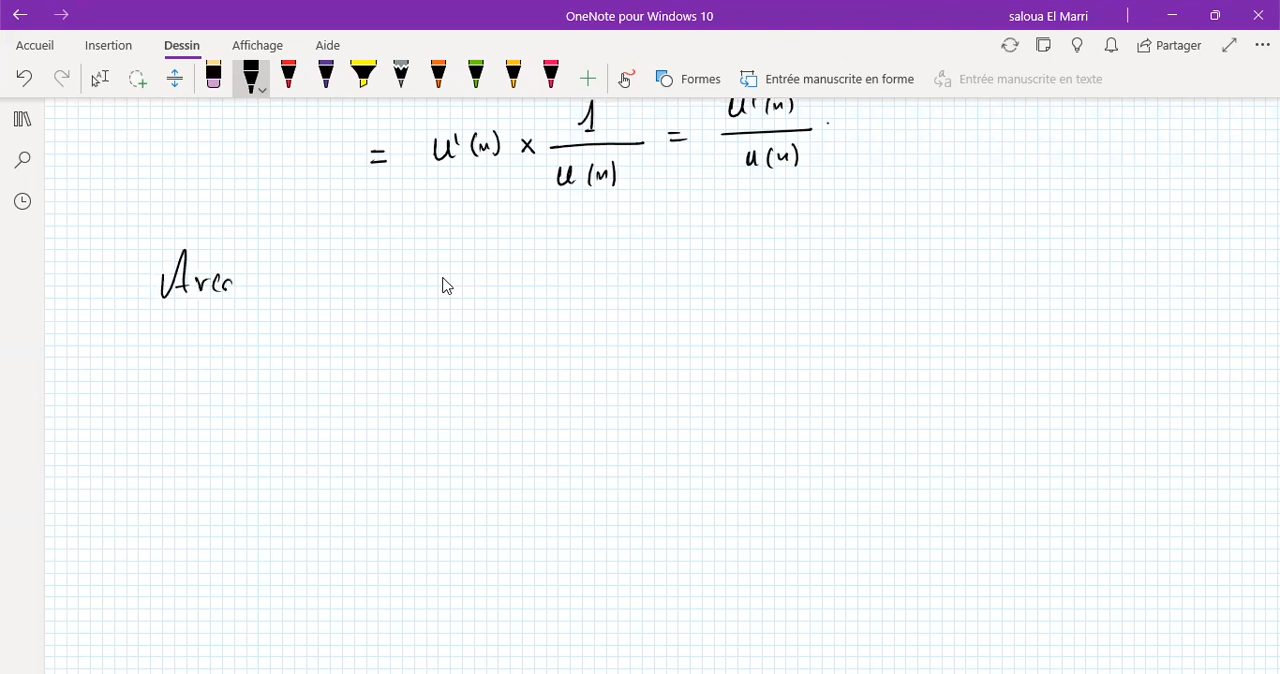 OneNote pour Windows 10
saloua El Marri
Accueil Insertion Dessin Affichage Aide
Partager
Formes Entrée manuscrite en forme Entrée manuscrite en texte
= u'(x) × 1/u(x) = u'(x)/u(x) .
Avec